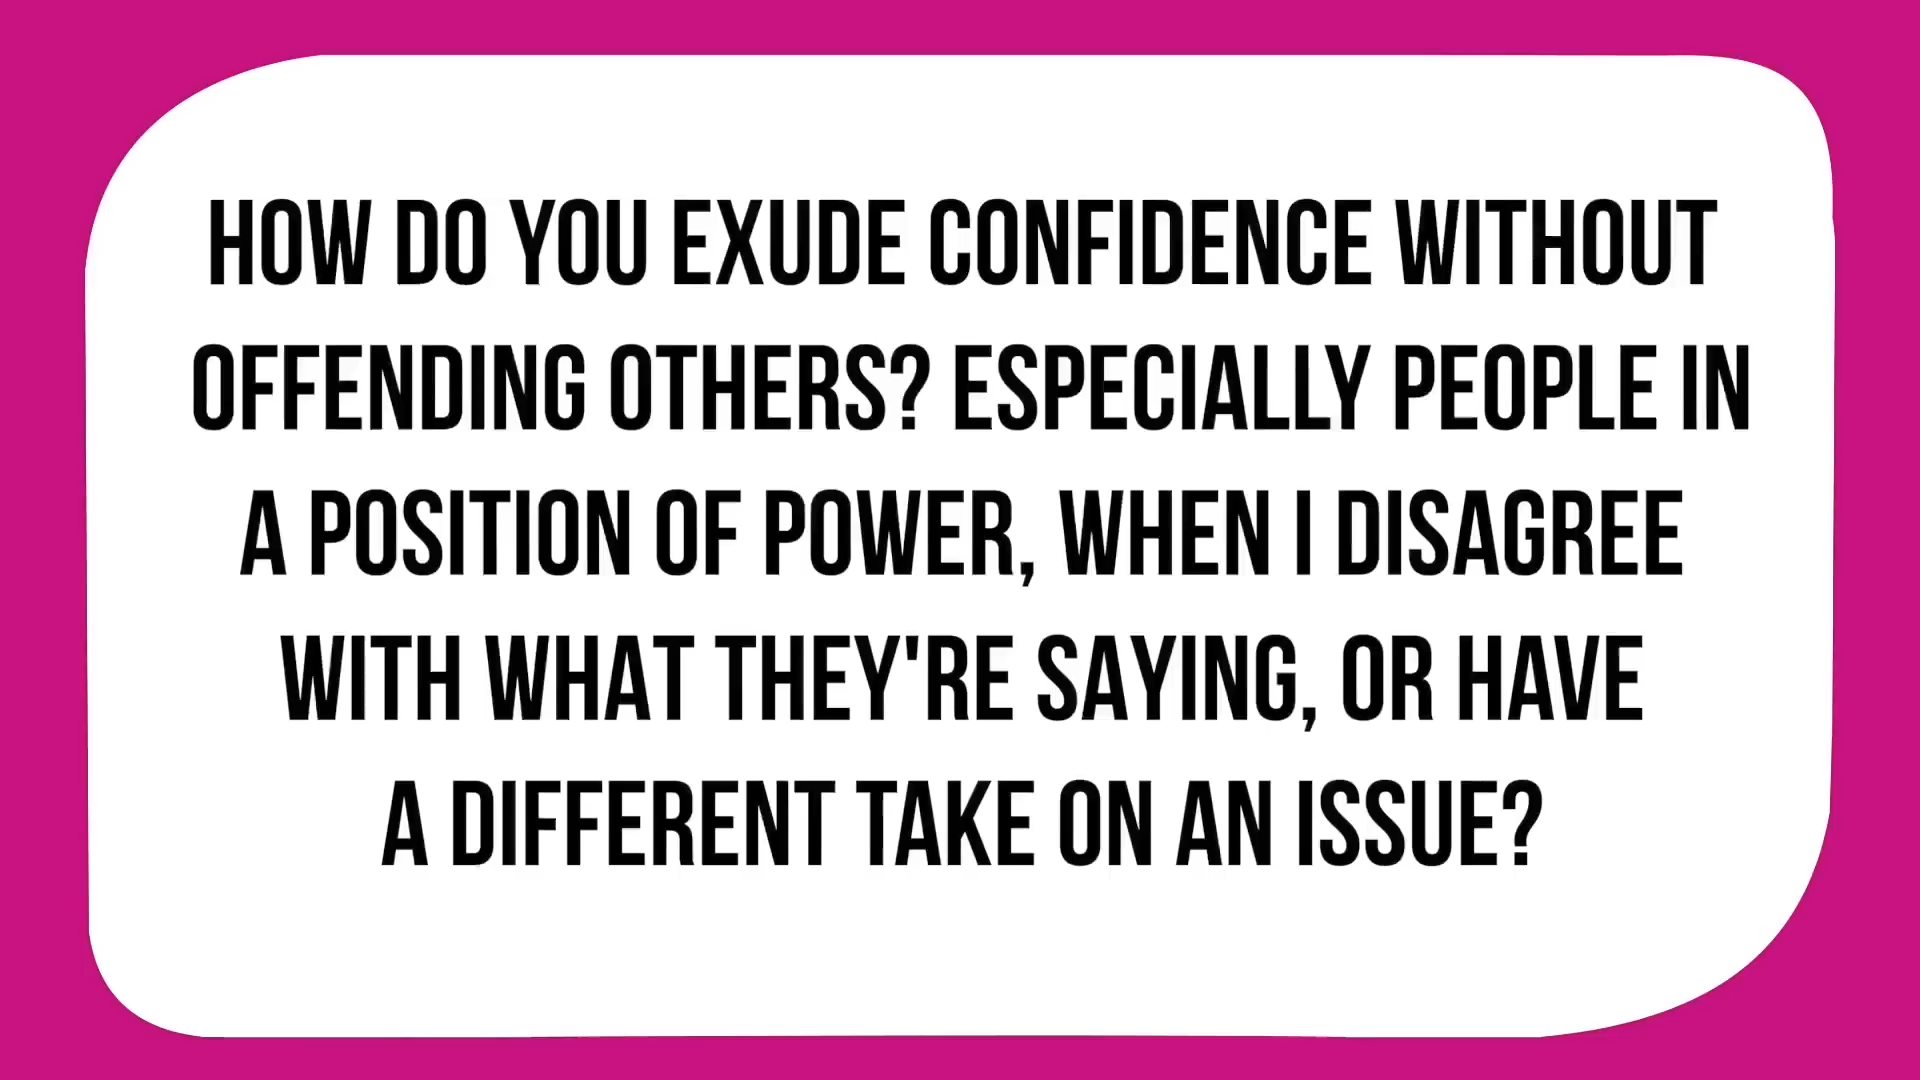 HOW DO YOU EXUDE CONFIDENCE WITHOUT
OFFENDING OTHERS? ESPECIALLY PEOPLE IN
A POSITION OF POWER, WHEN I DISAGREE
WITH WHAT THEY'RE SAYING, OR HAVE
A DIFFERENT TAKE ON AN ISSUE?